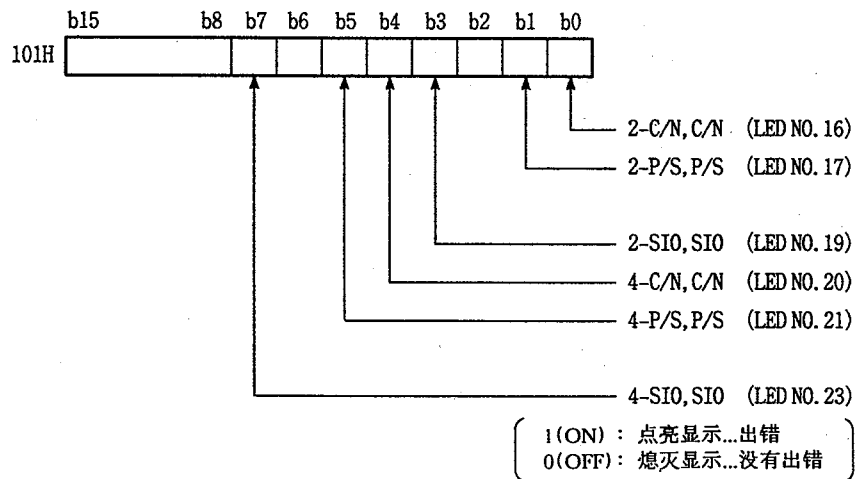 b15 b8 b7 b6 b5 b4 b3 b2 b1 b0
101H
2-C/N,C/N (LED NO.16)
2-P/S,P/S (LED NO.17)
2-SIO,SIO (LED NO.19)
4-C/N,C/N (LED NO.20)
4-P/S,P/S (LED NO.21)
4-SIO,SIO (LED NO.23)
1(ON): 点亮显示...出错
0(OFF): 熄灭显示...没有出错